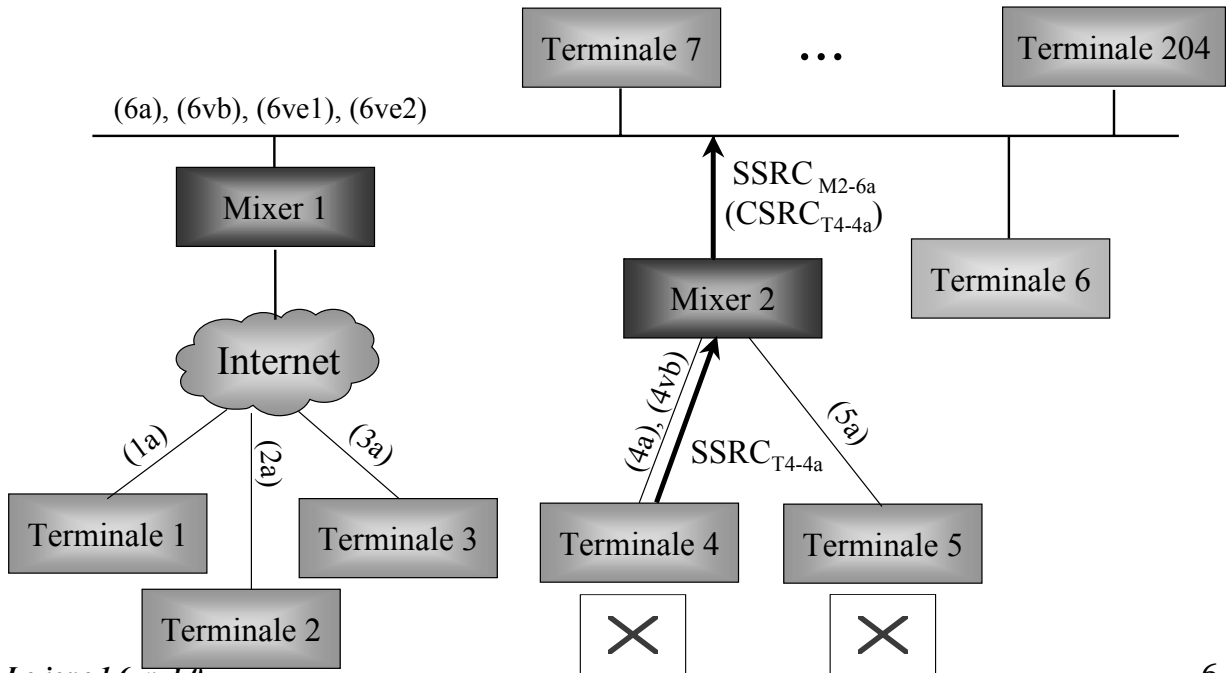 Terminale 7
...
Terminale 204
(6a), (6vb), (6ve1), (6ve2)
Mixer 1
SSRC M2-6a
(CSRC T4-4a)
Terminale 6
Mixer 2
Internet
(1a)
(2a)
(3a)
(4a), (4vb)
SSRC T4-4a
(5a)
Terminale 1
Terminale 2
Terminale 3
Terminale 4
Terminale 5
6